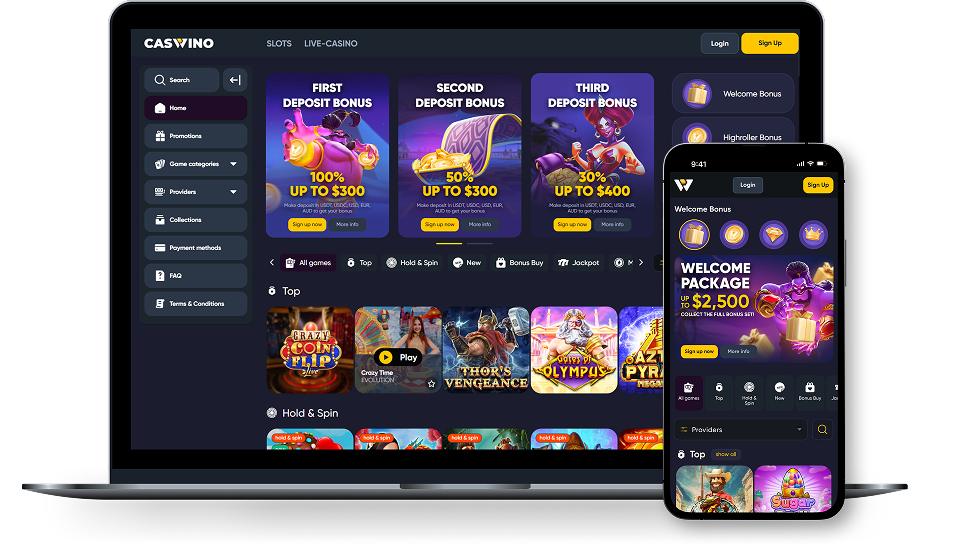 CASWINO
SLOTS
LIVE-CASINO
Login
Sign Up
Search
Home
Promotions
Game categories
Providers
Collections
Payment methods
FAQ
Terms & Conditions
FIRST
DEPOSIT BONUS
100%
UP TO $300
Make deposit in USDT, USDC, USD, EUR,
AUD to get your bonus
Sign up now
More info
SECOND
DEPOSIT BONUS
50%
UP TO $300
Make deposit in USDT, USDC, USD, EUR,
AUD to get your bonus
Sign up now
More info
THIRD
DEPOSIT BONUS
30%
UP TO $400
Make deposit in USDT, USDC, USD, EUR,
AUD to get your bonus
Sign up now
More info
Welcome Bonus
Highroller Bonus
All games
Top
Hold & Spin
New
Bonus Buy
Jackpot
M
Top
CRAZY
COIN
FLIP
live
Play
Crazy Time
EVOLUTION
THOR'S
VENGEANCE
GATES OF
OLYMPUS
AZT
PYRA
MEGA
Hold & Spin
hold & spin
hold & spin
hold & spin
hold & spin
hold & spin
9:41
W
Login
Sign Up
Welcome Bonus
WELCOME
PACKAGE
UP
TO $2,500
COLLECT THE FULL BONUS SET!
Sign up now
More info
All games
Top
Hold &
Spin
New
Bonus Buy
Jac
Providers
Top
show all
Sugar